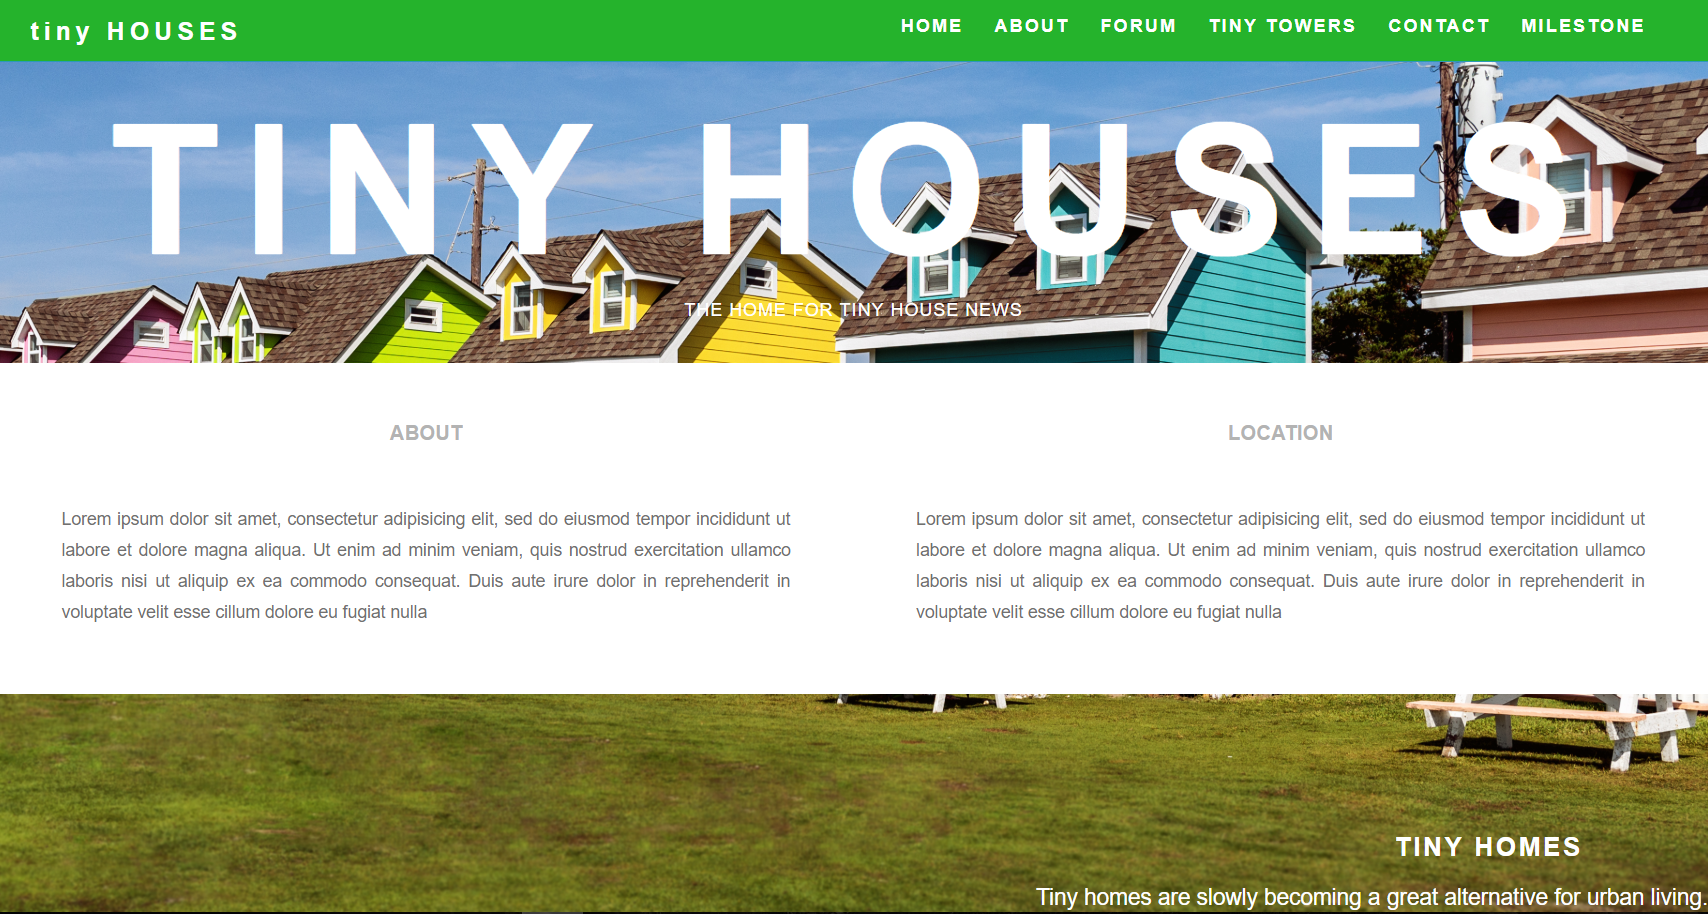 tiny HOUSES
HOME ABOUT FORUM TINY TOWERS CONTACT MILESTONE
TINY HOUSES
THE HOME FOR TINY HOUSE NEWS
ABOUT
Lorem ipsum dolor sit amet, consectetur adipisicing elit, sed do eiusmod tempor incididunt ut
labore et dolore magna aliqua. Ut enim ad minim veniam, quis nostrud exercitation ullamco
laboris nisi ut aliquip ex ea commodo consequat. Duis aute irure dolor in reprehenderit in
voluptate velit esse cillum dolore eu fugiat nulla
LOCATION
Lorem ipsum dolor sit amet, consectetur adipisicing elit, sed do eiusmod tempor incididunt ut
labore et dolore magna aliqua. Ut enim ad minim veniam, quis nostrud exercitation ullamco
laboris nisi ut aliquip ex ea commodo consequat. Duis aute irure dolor in reprehenderit in
voluptate velit esse cillum dolore eu fugiat nulla
TINY HOMES
Tiny homes are slowly becoming a great alternative for urban living,